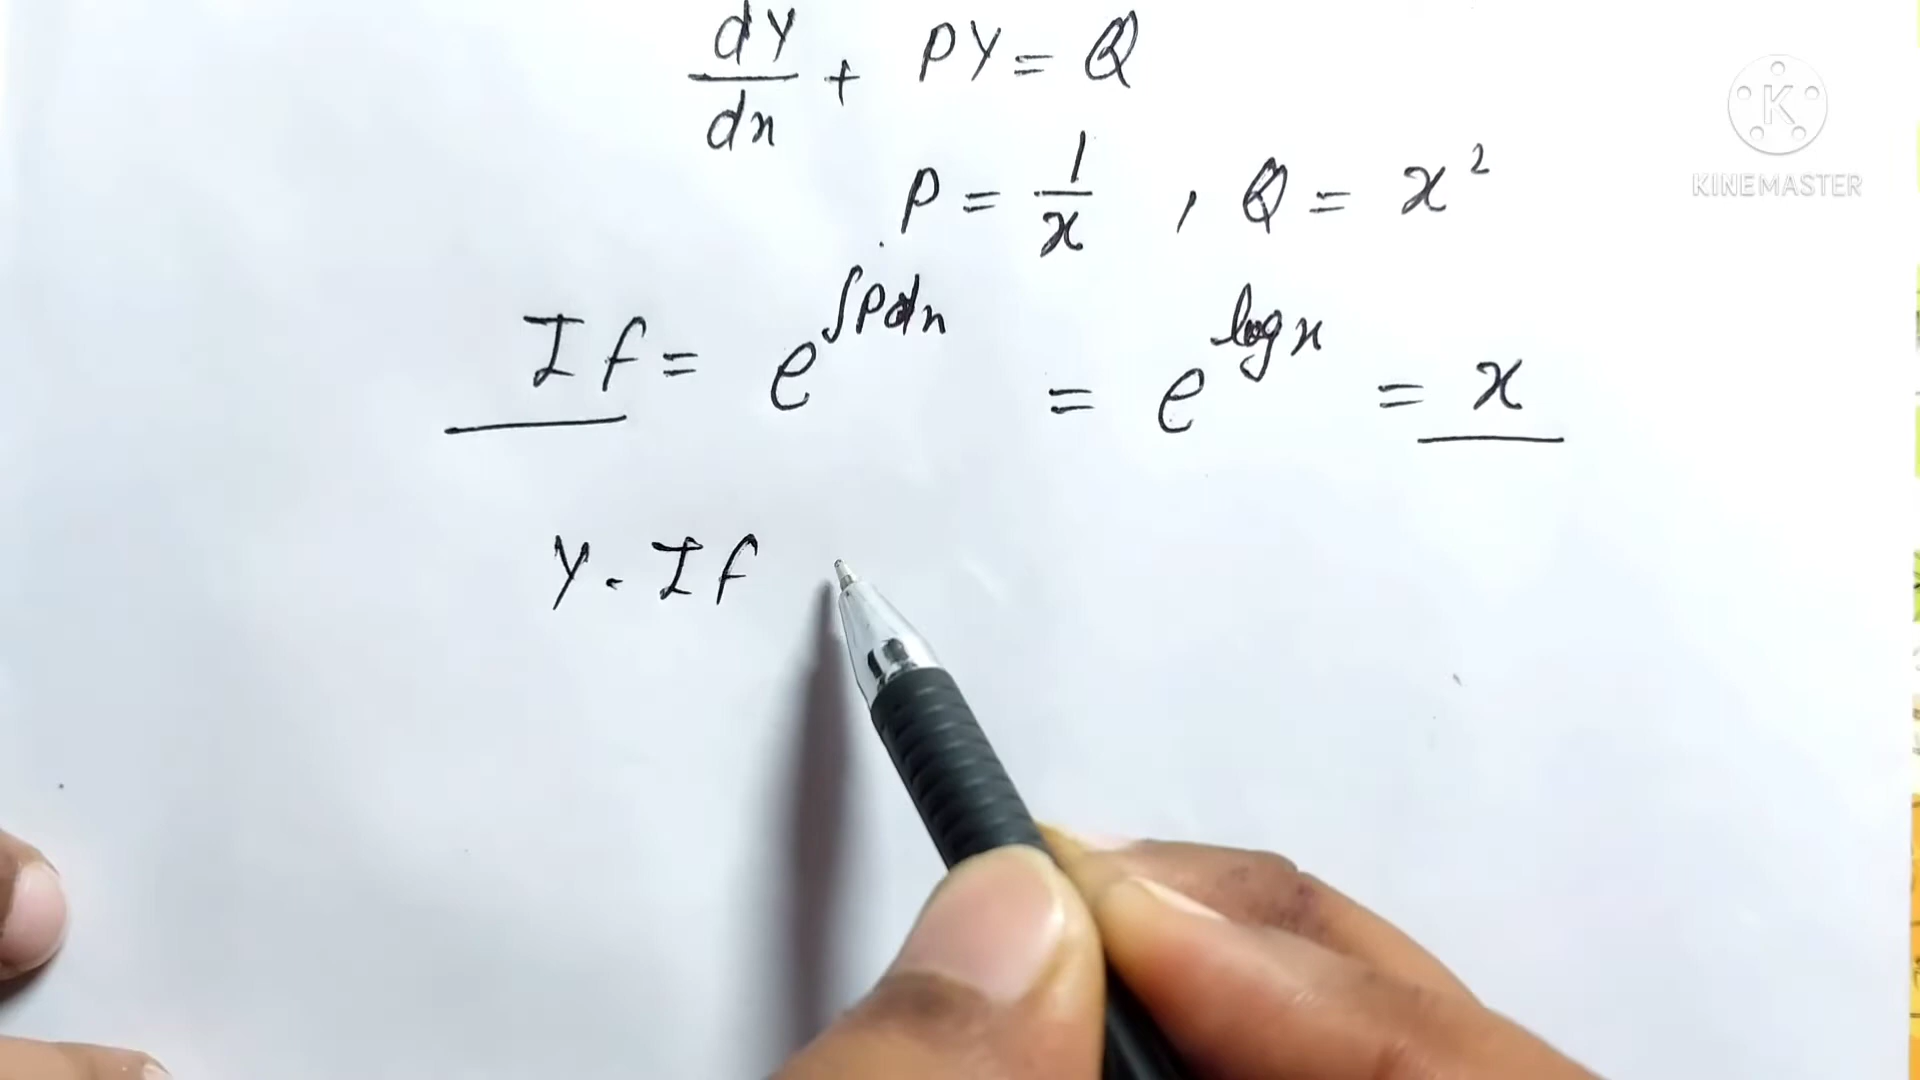 dy/dx + Py = Q
P = 1/x , Q = x²
If = e^∫Pdx = e^log x = x
y . If
K
KINEMASTER